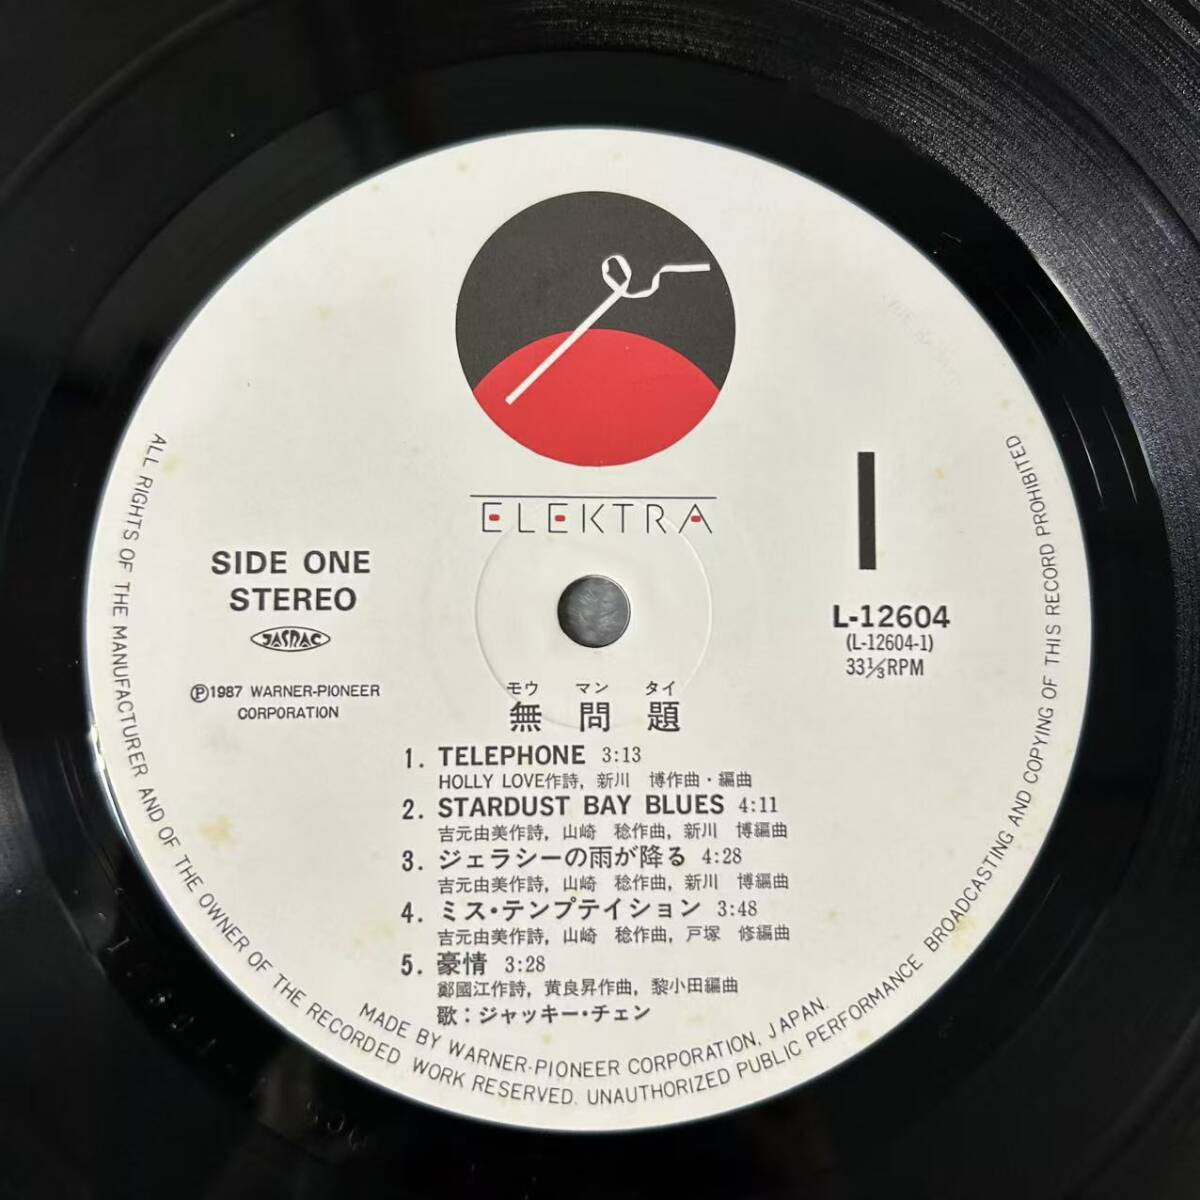 ELEKTRA
SIDE ONE
STEREO
JASRAC
Ⓟ1987 WARNER-PIONEER
CORPORATION
L-12604
(L-12604-1)
33⅓RPM
モウ マン タイ
無 問 題
1. TELEPHONE 3:13
HOLLY LOVE作詩, 新川 博作曲・編曲
2. STARDUST BAY BLUES 4:11
吉元由美作詩, 山崎 稔作曲, 新川 博編曲
3. ジェラシーの雨が降る 4:28
吉元由美作詩, 山崎 稔作曲, 新川 博編曲
4. ミス・テンプテイション 3:48
吉元由美作詩, 山崎 稔作曲, 戸塚 修編曲
5. 豪情 3:28
鄭國江作詩, 黄良昇作曲, 黎小田編曲
歌：ジャッキー・チェン
MADE BY WARNER-PIONEER CORPORATION, JAPAN.
ALL RIGHTS OF THE MANUFACTURER AND OF THE OWNER OF THE RECORDED WORK RESERVED. UNAUTHORIZED PUBLIC PERFORMANCE BROADCASTING AND COPYING OF THIS RECORD PROHIBITED